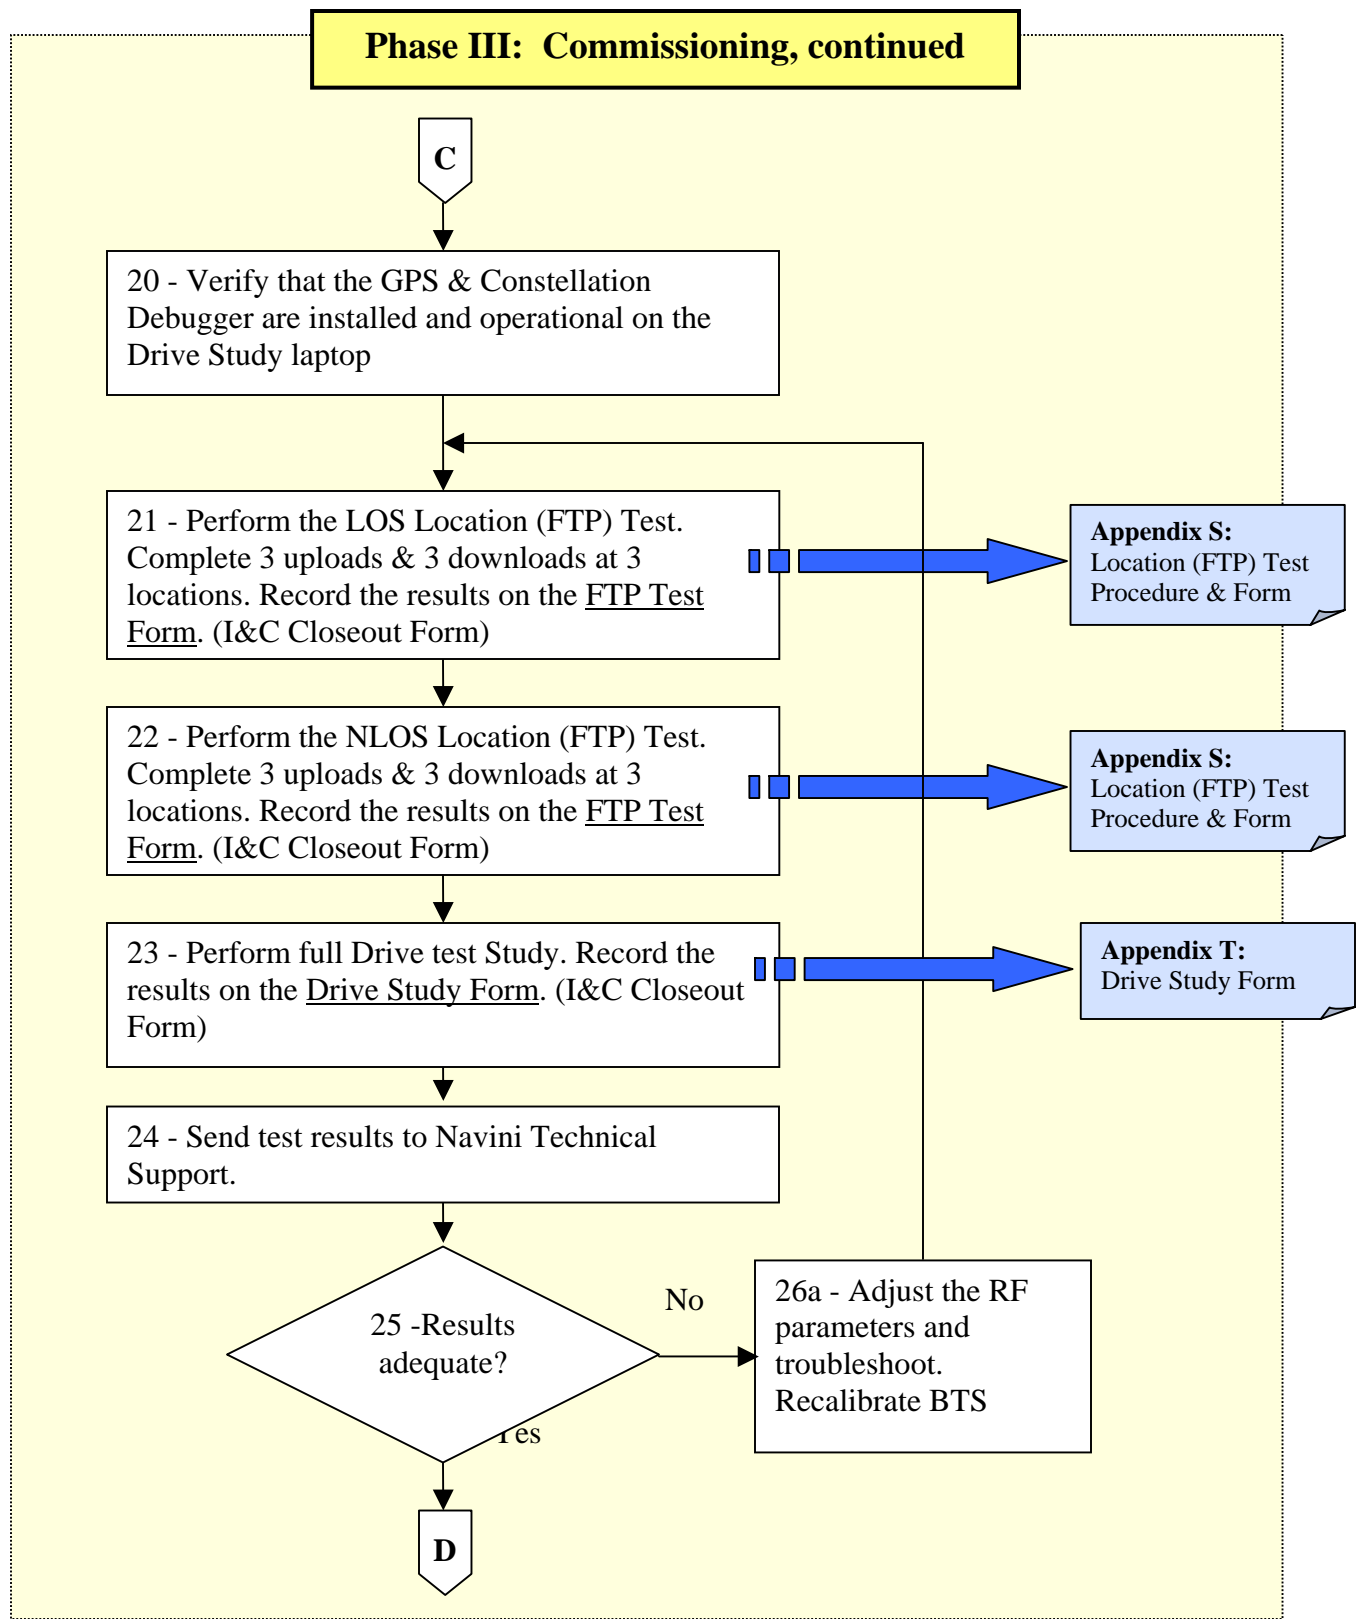 Phase III: Commissioning, continued
C
20 - Verify that the GPS & Constellation
Debugger are installed and operational on the
Drive Study laptop
21 - Perform the LOS Location (FTP) Test.
Complete 3 uploads & 3 downloads at 3
locations. Record the results on the FTP Test
Form. (I&C Closeout Form)
Appendix S:
Location (FTP) Test
Procedure & Form
22 - Perform the NLOS Location (FTP) Test.
Complete 3 uploads & 3 downloads at 3
locations. Record the results on the FTP Test
Form. (I&C Closeout Form)
Appendix S:
Location (FTP) Test
Procedure & Form
23 - Perform full Drive test Study. Record the
results on the Drive Study Form. (I&C Closeout
Form)
Appendix T:
Drive Study Form
24 - Send test results to Navini Technical
Support.
25 -Results
adequate?
No
26a - Adjust the RF
parameters and
troubleshoot.
Recalibrate BTS
Yes
D